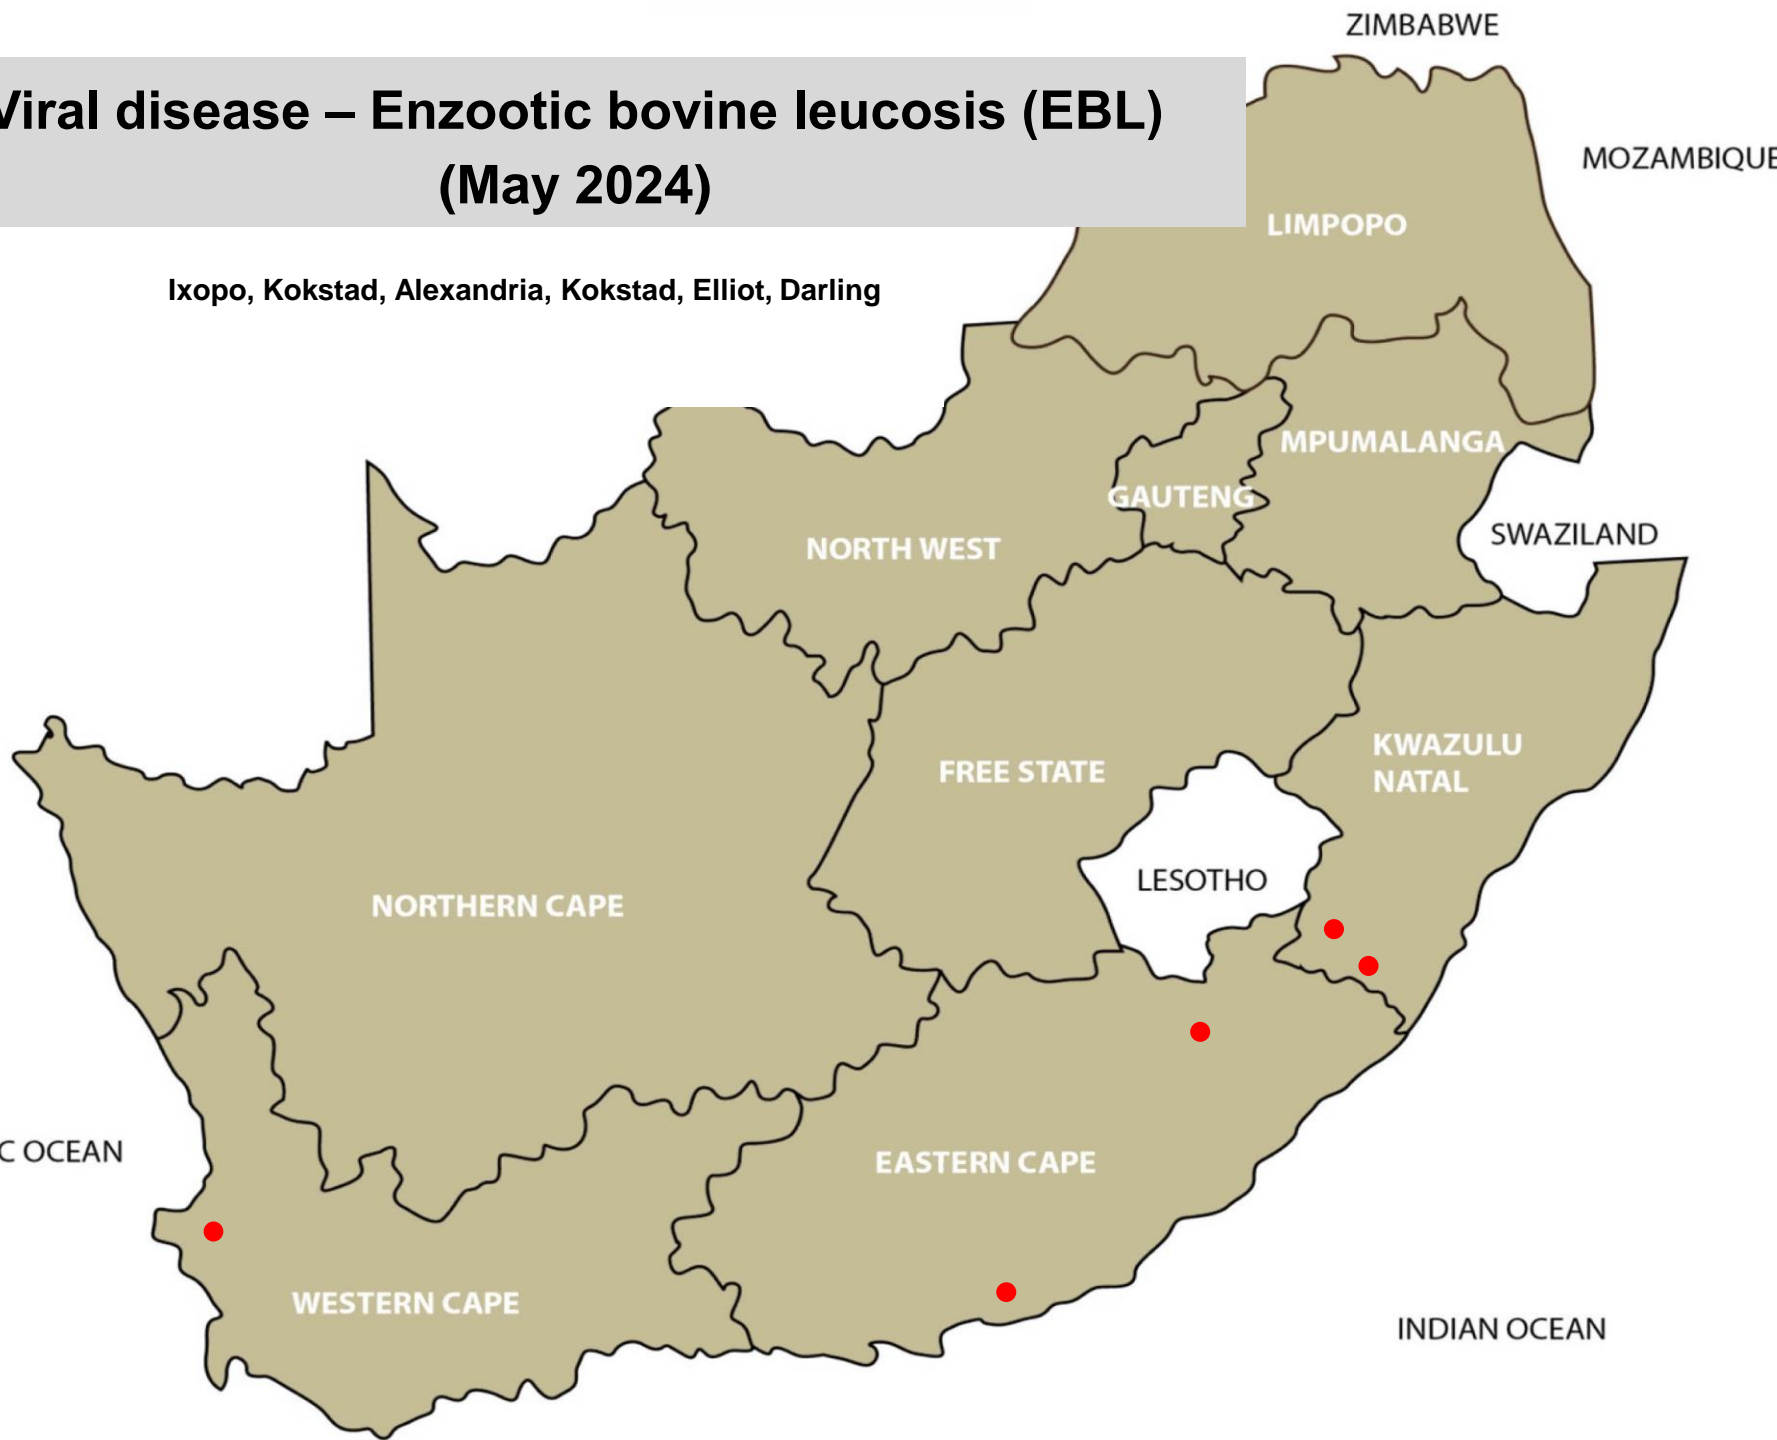 ZIMBABWE
Viral disease – Enzootic bovine leucosis (EBL)
(May 2024)
MOZAMBIQUE
LIMPOPO
Ixopo, Kokstad, Alexandria, Kokstad, Elliot, Darling
MPUMALANGA
GAUTENG
NORTH WEST
SWAZILAND
KWAZULU
NATAL
FREE STATE
LESOTHO
NORTHERN CAPE
C OCEAN
EASTERN CAPE
WESTERN CAPE
INDIAN OCEAN